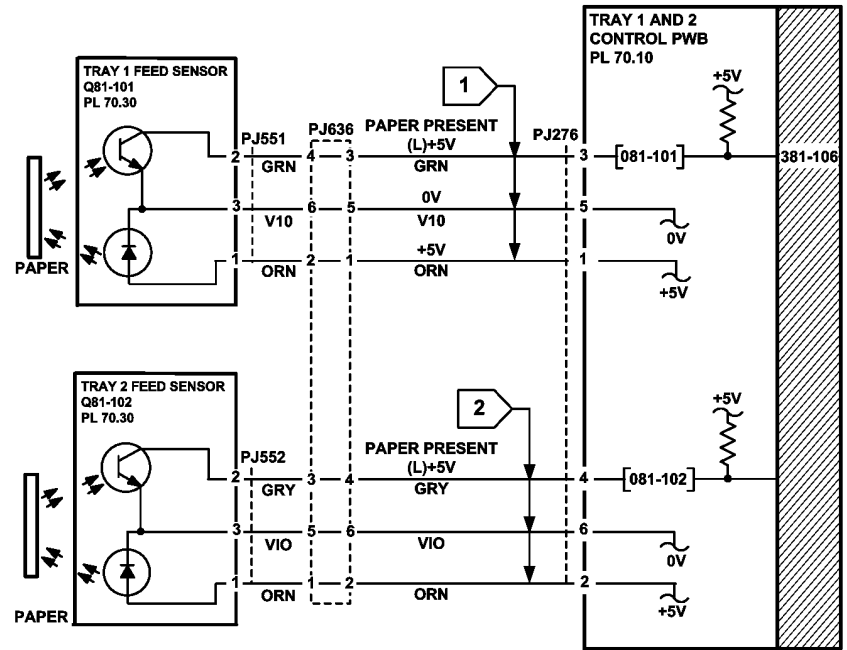 TRAY 1 AND 2
CONTROL PWB
PL 70.10
TRAY 1 FEED SENSOR
Q81-101
PL 70.30
1
+5V
PJ551
PJ636
PAPER PRESENT
(L)+5V
PJ276
2
GRN
4
3
GRN
3
081-101
381-106
3
V10
6
5
0V
V10
5
0V
1
ORN
2
1
+5V
ORN
1
+5V
PAPER
TRAY 2 FEED SENSOR
Q81-102
PL 70.30
2
+5V
PJ552
PAPER PRESENT
(L)+5V
2
GRY
3
4
GRY
4
081-102
3
VIO
5
6
VIO
6
0V
1
ORN
1
2
ORN
2
+5V
PAPER